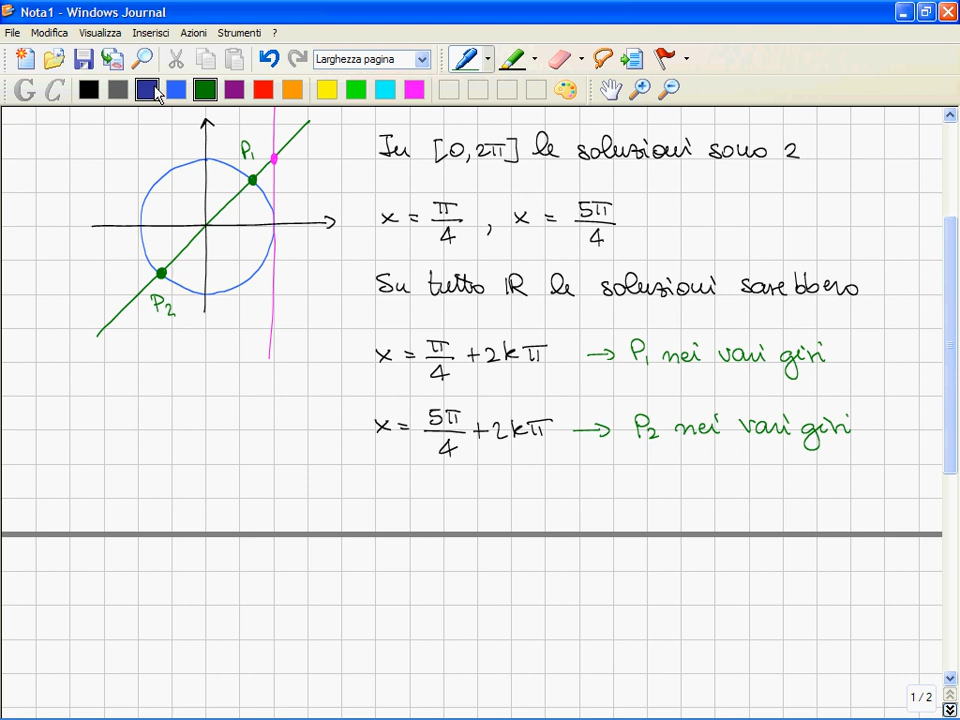 Nota1 - Windows Journal
File Modifica Visualizza Inserisci Azioni Strumenti ?
Larghezza pagina
G C
P1
P2
In [0, 2π] le soluzioni sono 2
x = π/4 , x = 5π/4
Su tutto ℝ le soluzioni sarebbero
x = π/4 + 2kπ → P1 nei vari giri
x = 5π/4 + 2kπ → P2 nei vari giri
1 / 2